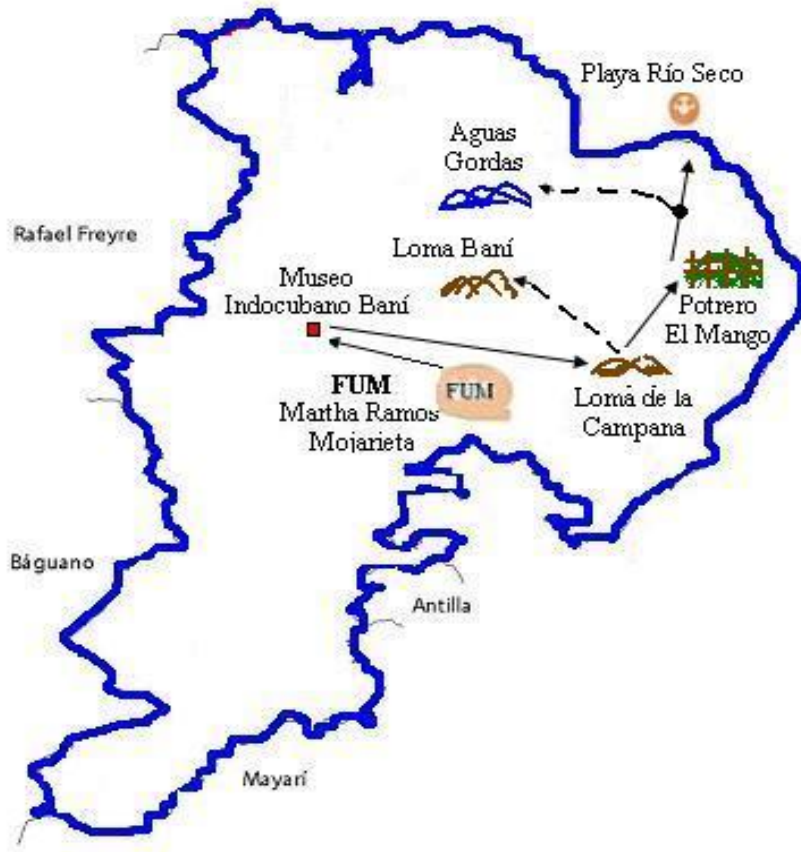 Playa Río Seco
Aguas
Gordas
Rafael Freyre
Loma Baní
Museo
Indocubano Baní
Potrero
El Mango
FUM
Martha Ramos
Mojarieta
FUM
Loma de la
Campana
Báguano
Antilla
Mayarí